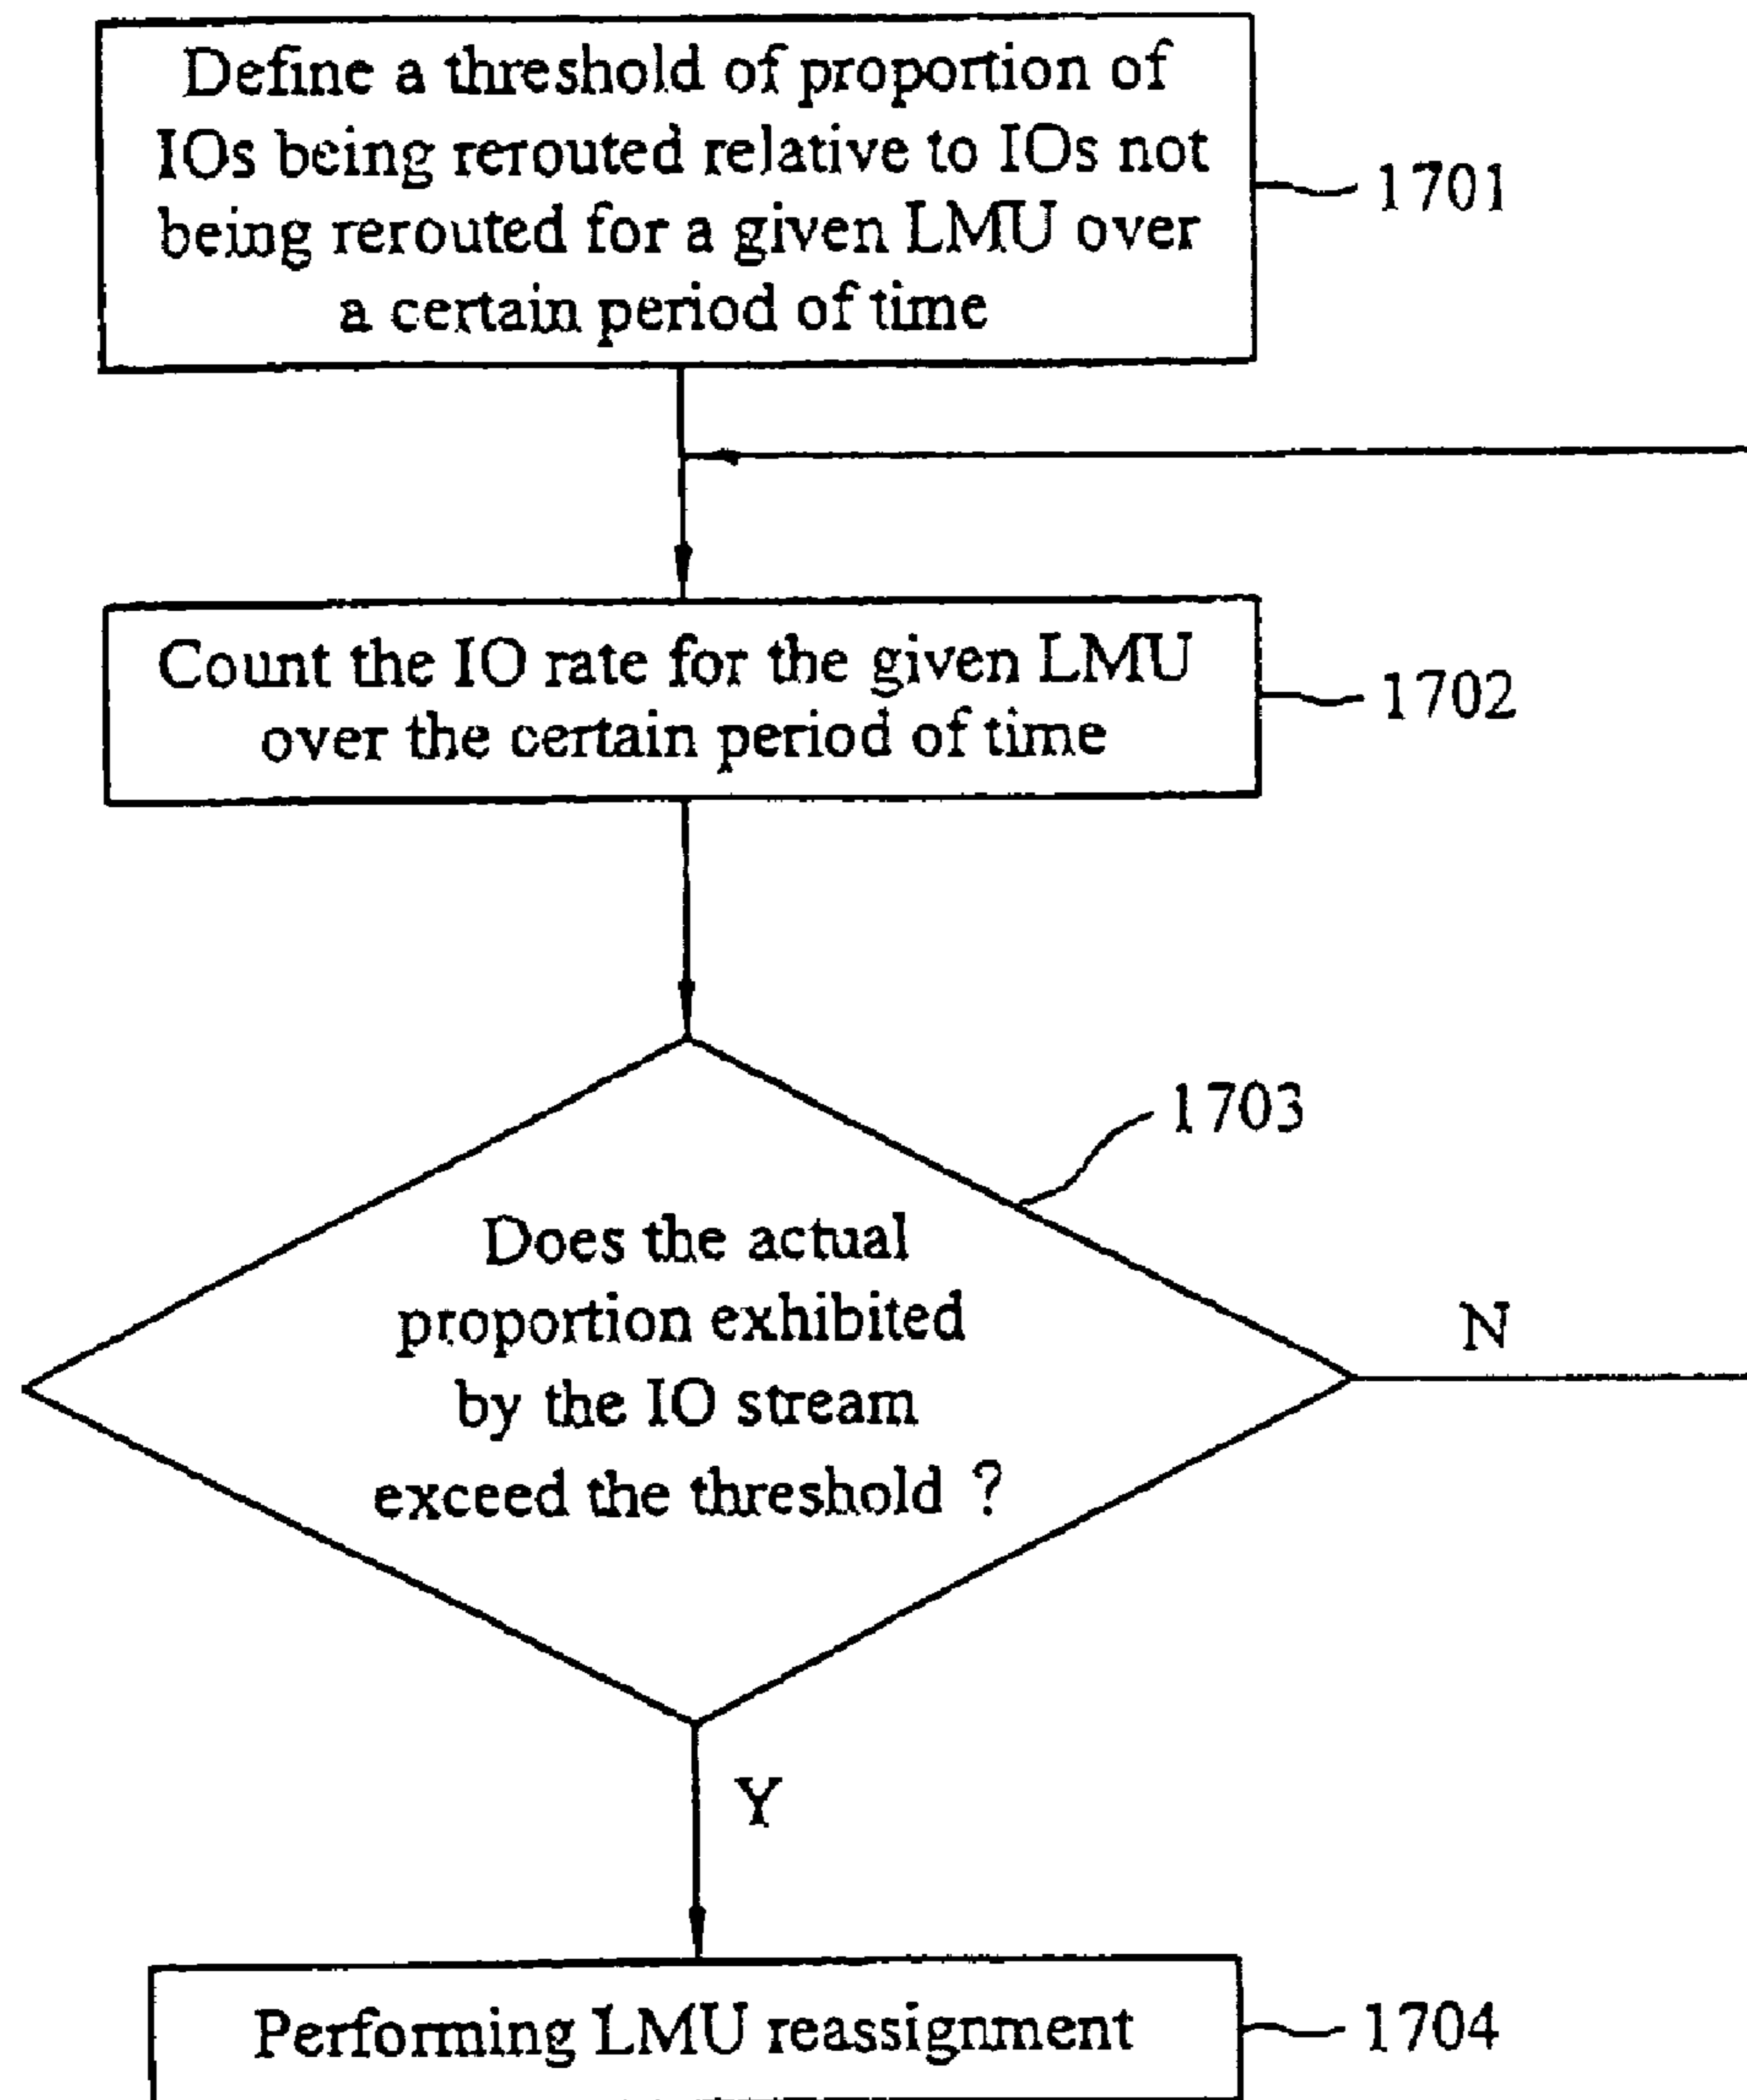 Define a threshold of proportion of
IOs being rerouted relative to IOs not
being rerouted for a given LMU over
a certain period of time
1701
Count the IO rate for the given LMU
over the certain period of time
1702
1703
Does the actual
proportion exhibited
by the IO stream
exceed the threshold ?
N
Y
Performing LMU reassignment
1704